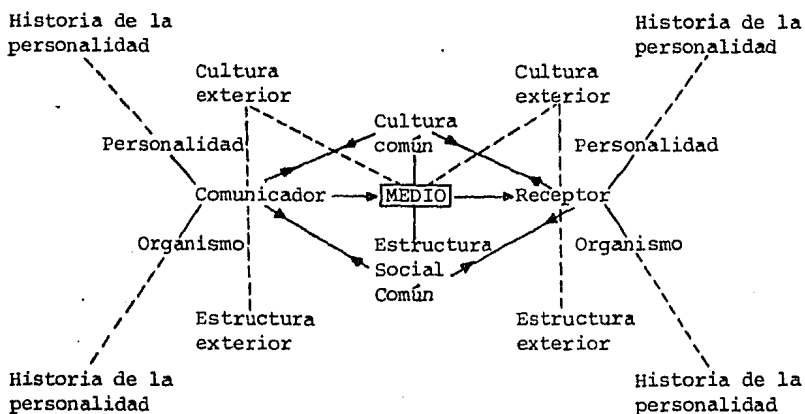 Historia de la
personalidad
Historia de la
personalidad
Cultura
exterior
Cultura
exterior
Cultura
común
Personalidad
Personalidad
Comunicador
MEDIO
Receptor
Organismo
Estructura
Social
Común
Organismo
Estructura
exterior
Estructura
exterior
Historia de la
personalidad
Historia de la
personalidad